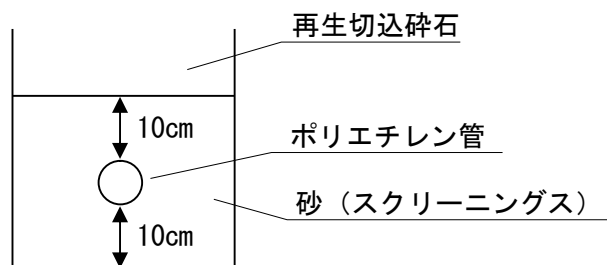 再生切込砕石
10cm
ポリエチレン管
砂（スクリーニングス）
10cm